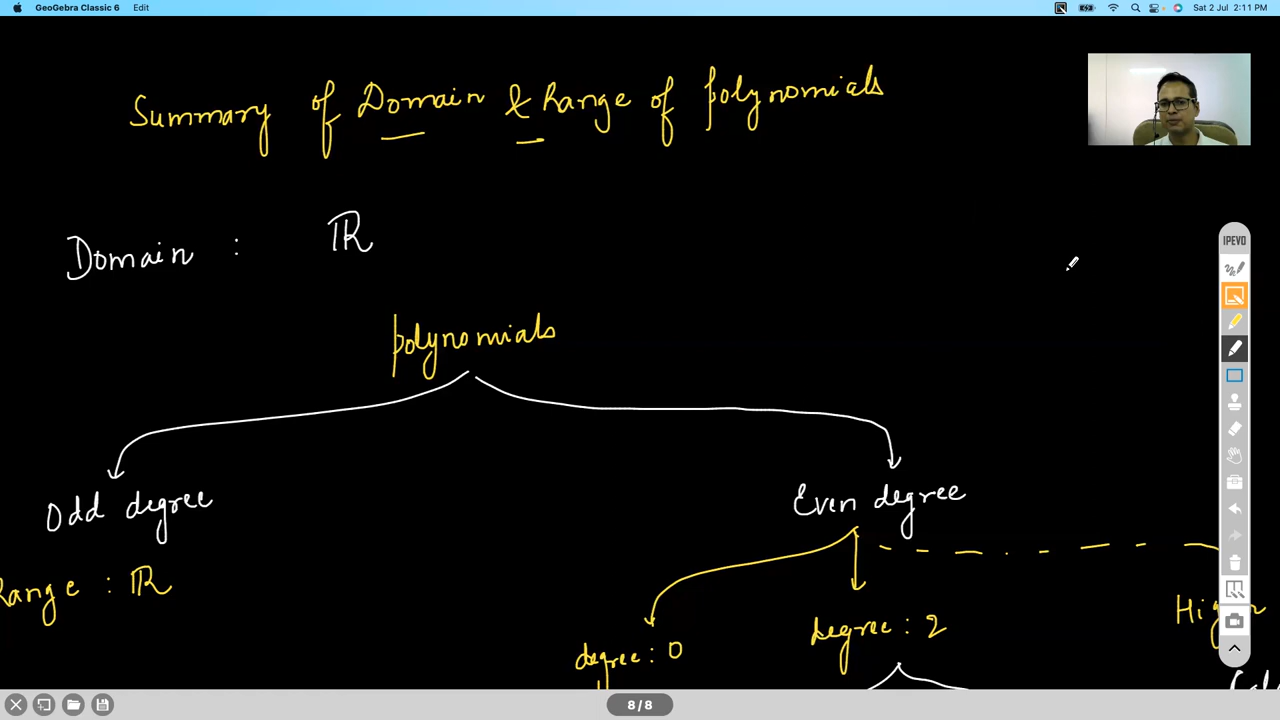 GeoGebra Classic 6 Edit
Sat 2 Jul 2:11 PM
Summary of Domain & Range of polynomials
IPEVO
Domain : ℝ
polynomials
Odd degree
Even degree
Range : ℝ
degree : 0
degree : 2
8 / 8